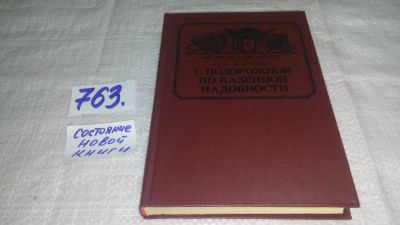 763.
СОСТОЯНИЕ
НОВОЙ
КНИГИ
С ПОДОРОЖНОЙ
ПО КАЗЕННОЙ
НАДОБНОСТИ